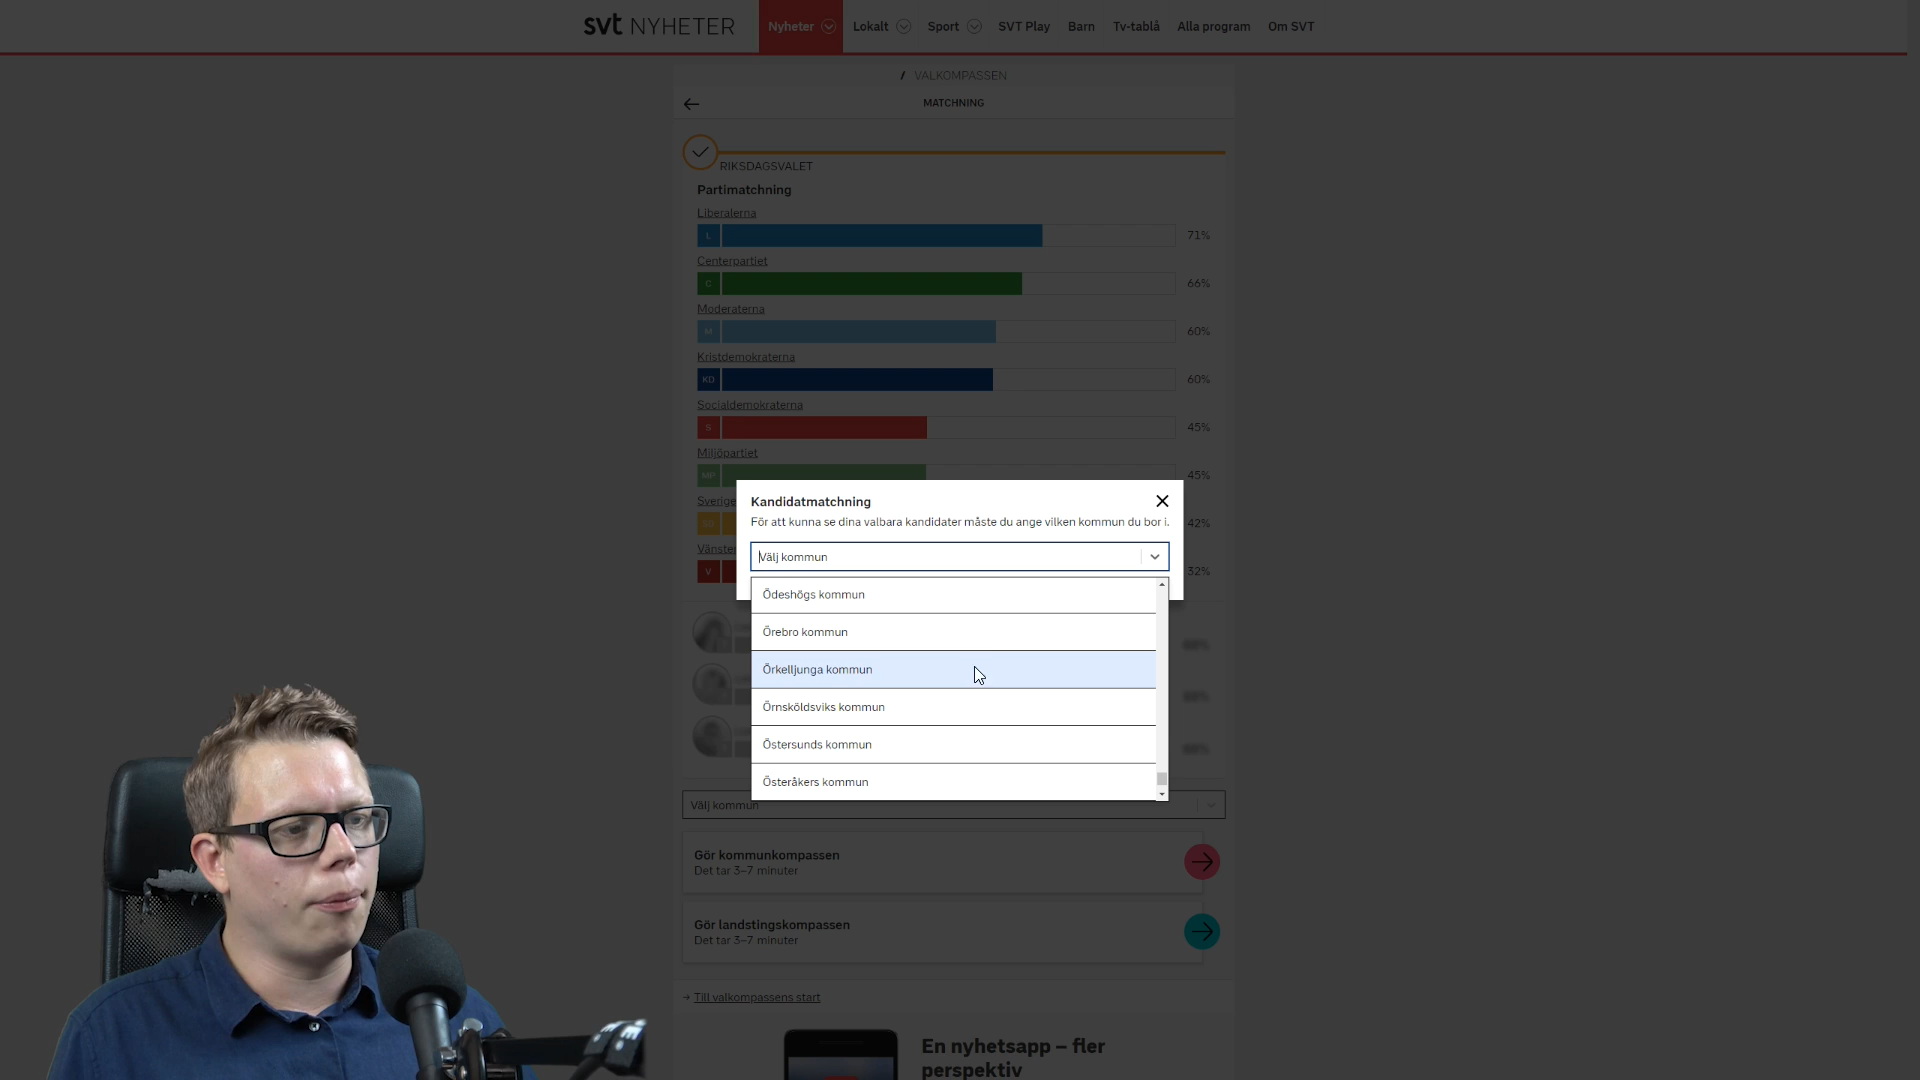 svt NYHETER
Nyheter
Lokalt
Sport
SVT Play
Barn
Tv-tablå
Alla program
Om SVT
/ VALKOMPASSEN
MATCHNING
RIKSDAGSVALET
Partimatchning
Liberalerna
L
71%
Centerpartiet
C
66%
Moderaterna
M
60%
Kristdemokraterna
KD
60%
Socialdemokraterna
S
45%
Miljöpartiet
MP
45%
Sverige
SD
42%
Vänster
V
32%
Kandidatmatchning
För att kunna se dina valbara kandidater måste du ange vilken kommun du bor i.
Välj kommun
Ödeshögs kommun
Örebro kommun
Örkelljunga kommun
Örnsköldsviks kommun
Östersunds kommun
Österåkers kommun
Välj kommun
Gör kommunkompassen
Det tar 3–7 minuter
Gör landstingskompassen
Det tar 3–7 minuter
→ Till valkompassens start
En nyhetsapp – fler
perspektiv